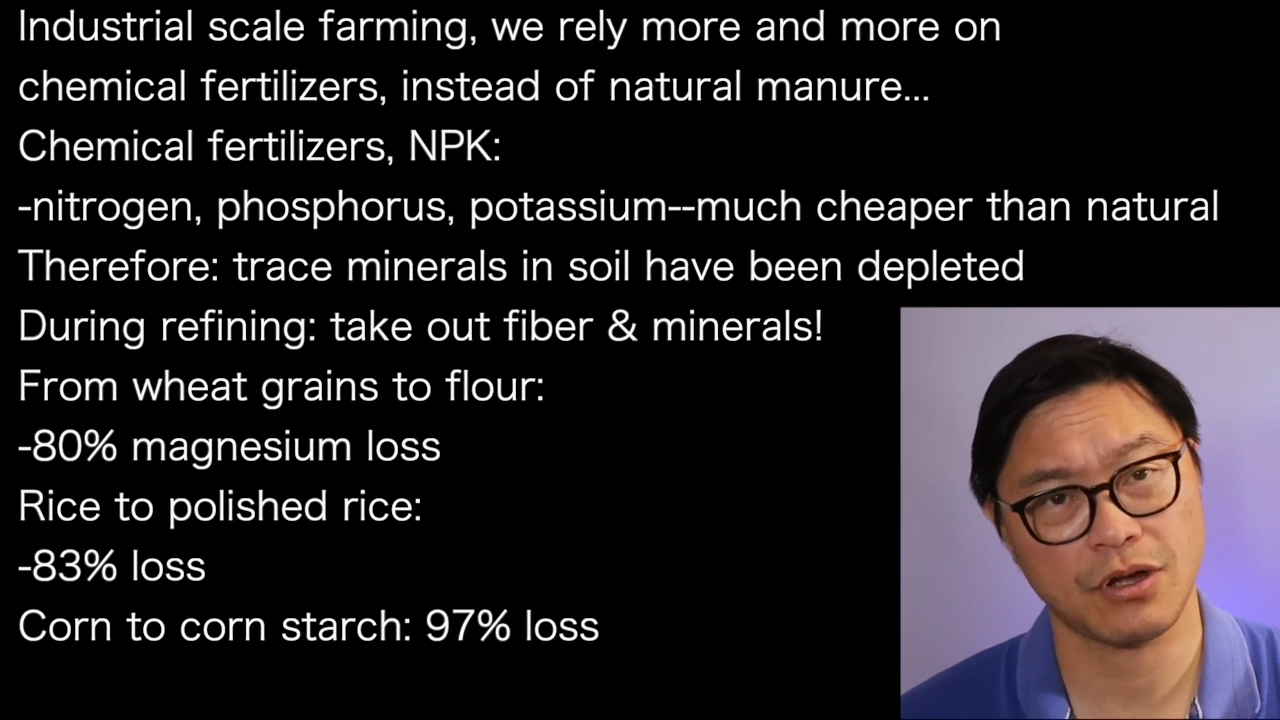 Industrial scale farming, we rely more and more on
chemical fertilizers, instead of natural manure...
Chemical fertilizers, NPK:
-nitrogen, phosphorus, potassium--much cheaper than natural
Therefore: trace minerals in soil have been depleted
During refining: take out fiber & minerals!
From wheat grains to flour:
-80% magnesium loss
Rice to polished rice:
-83% loss
Corn to corn starch: 97% loss